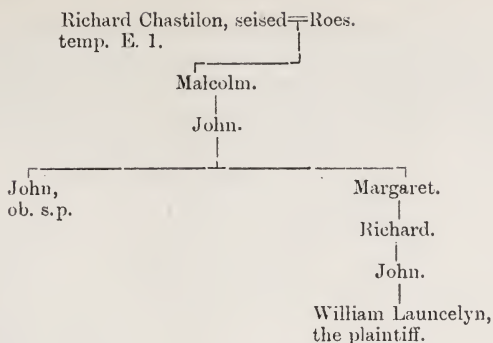 Richard Chastilon, seised=Roes.
temp. E. 1.
Malcolm.
John.
John,
ob. s.p.
Margaret.
Richard.
John.
William Launcelyn,
the plaintiff.